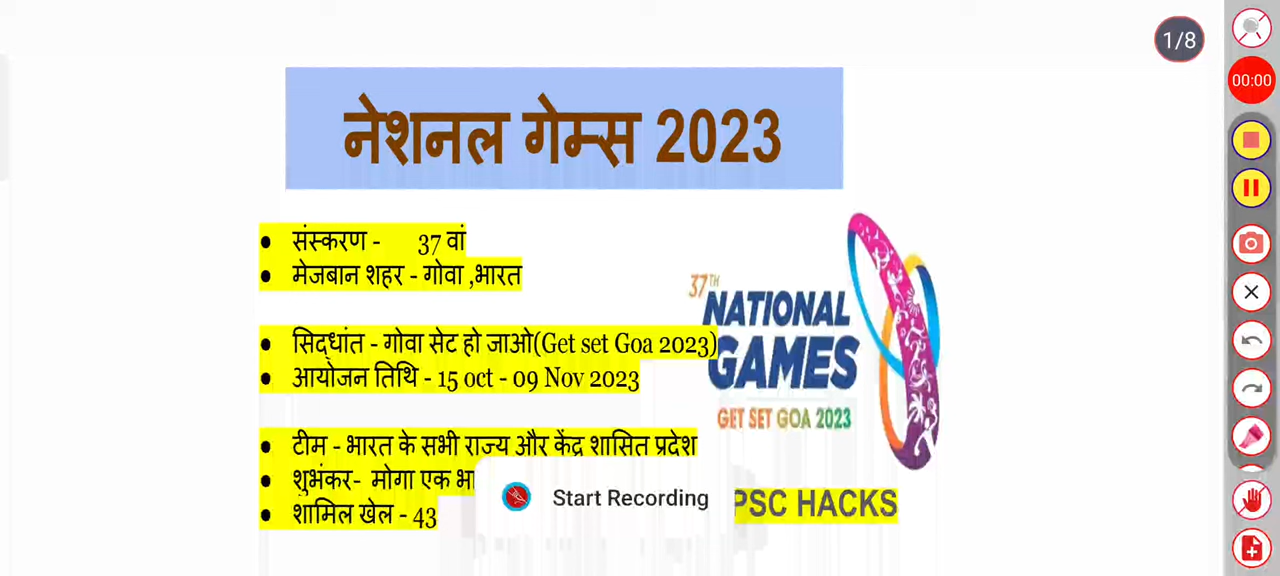 1/8
00:00
नेशनल गेम्स 2023
● संस्करण - 37 वां
● मेजबान शहर - गोवा ,भारत
● सिद्धांत - गोवा सेट हो जाओ(Get set Goa 2023)
● आयोजन तिथि - 15 oct - 09 Nov 2023
● टीम - भारत के सभी राज्य और केंद्र शासित प्रदेश
● शुभंकर- मोगा एक
● शामिल खेल - 43
37TH
NATIONAL
GAMES
GET SET GOA 2023
Start Recording
PSC HACKS